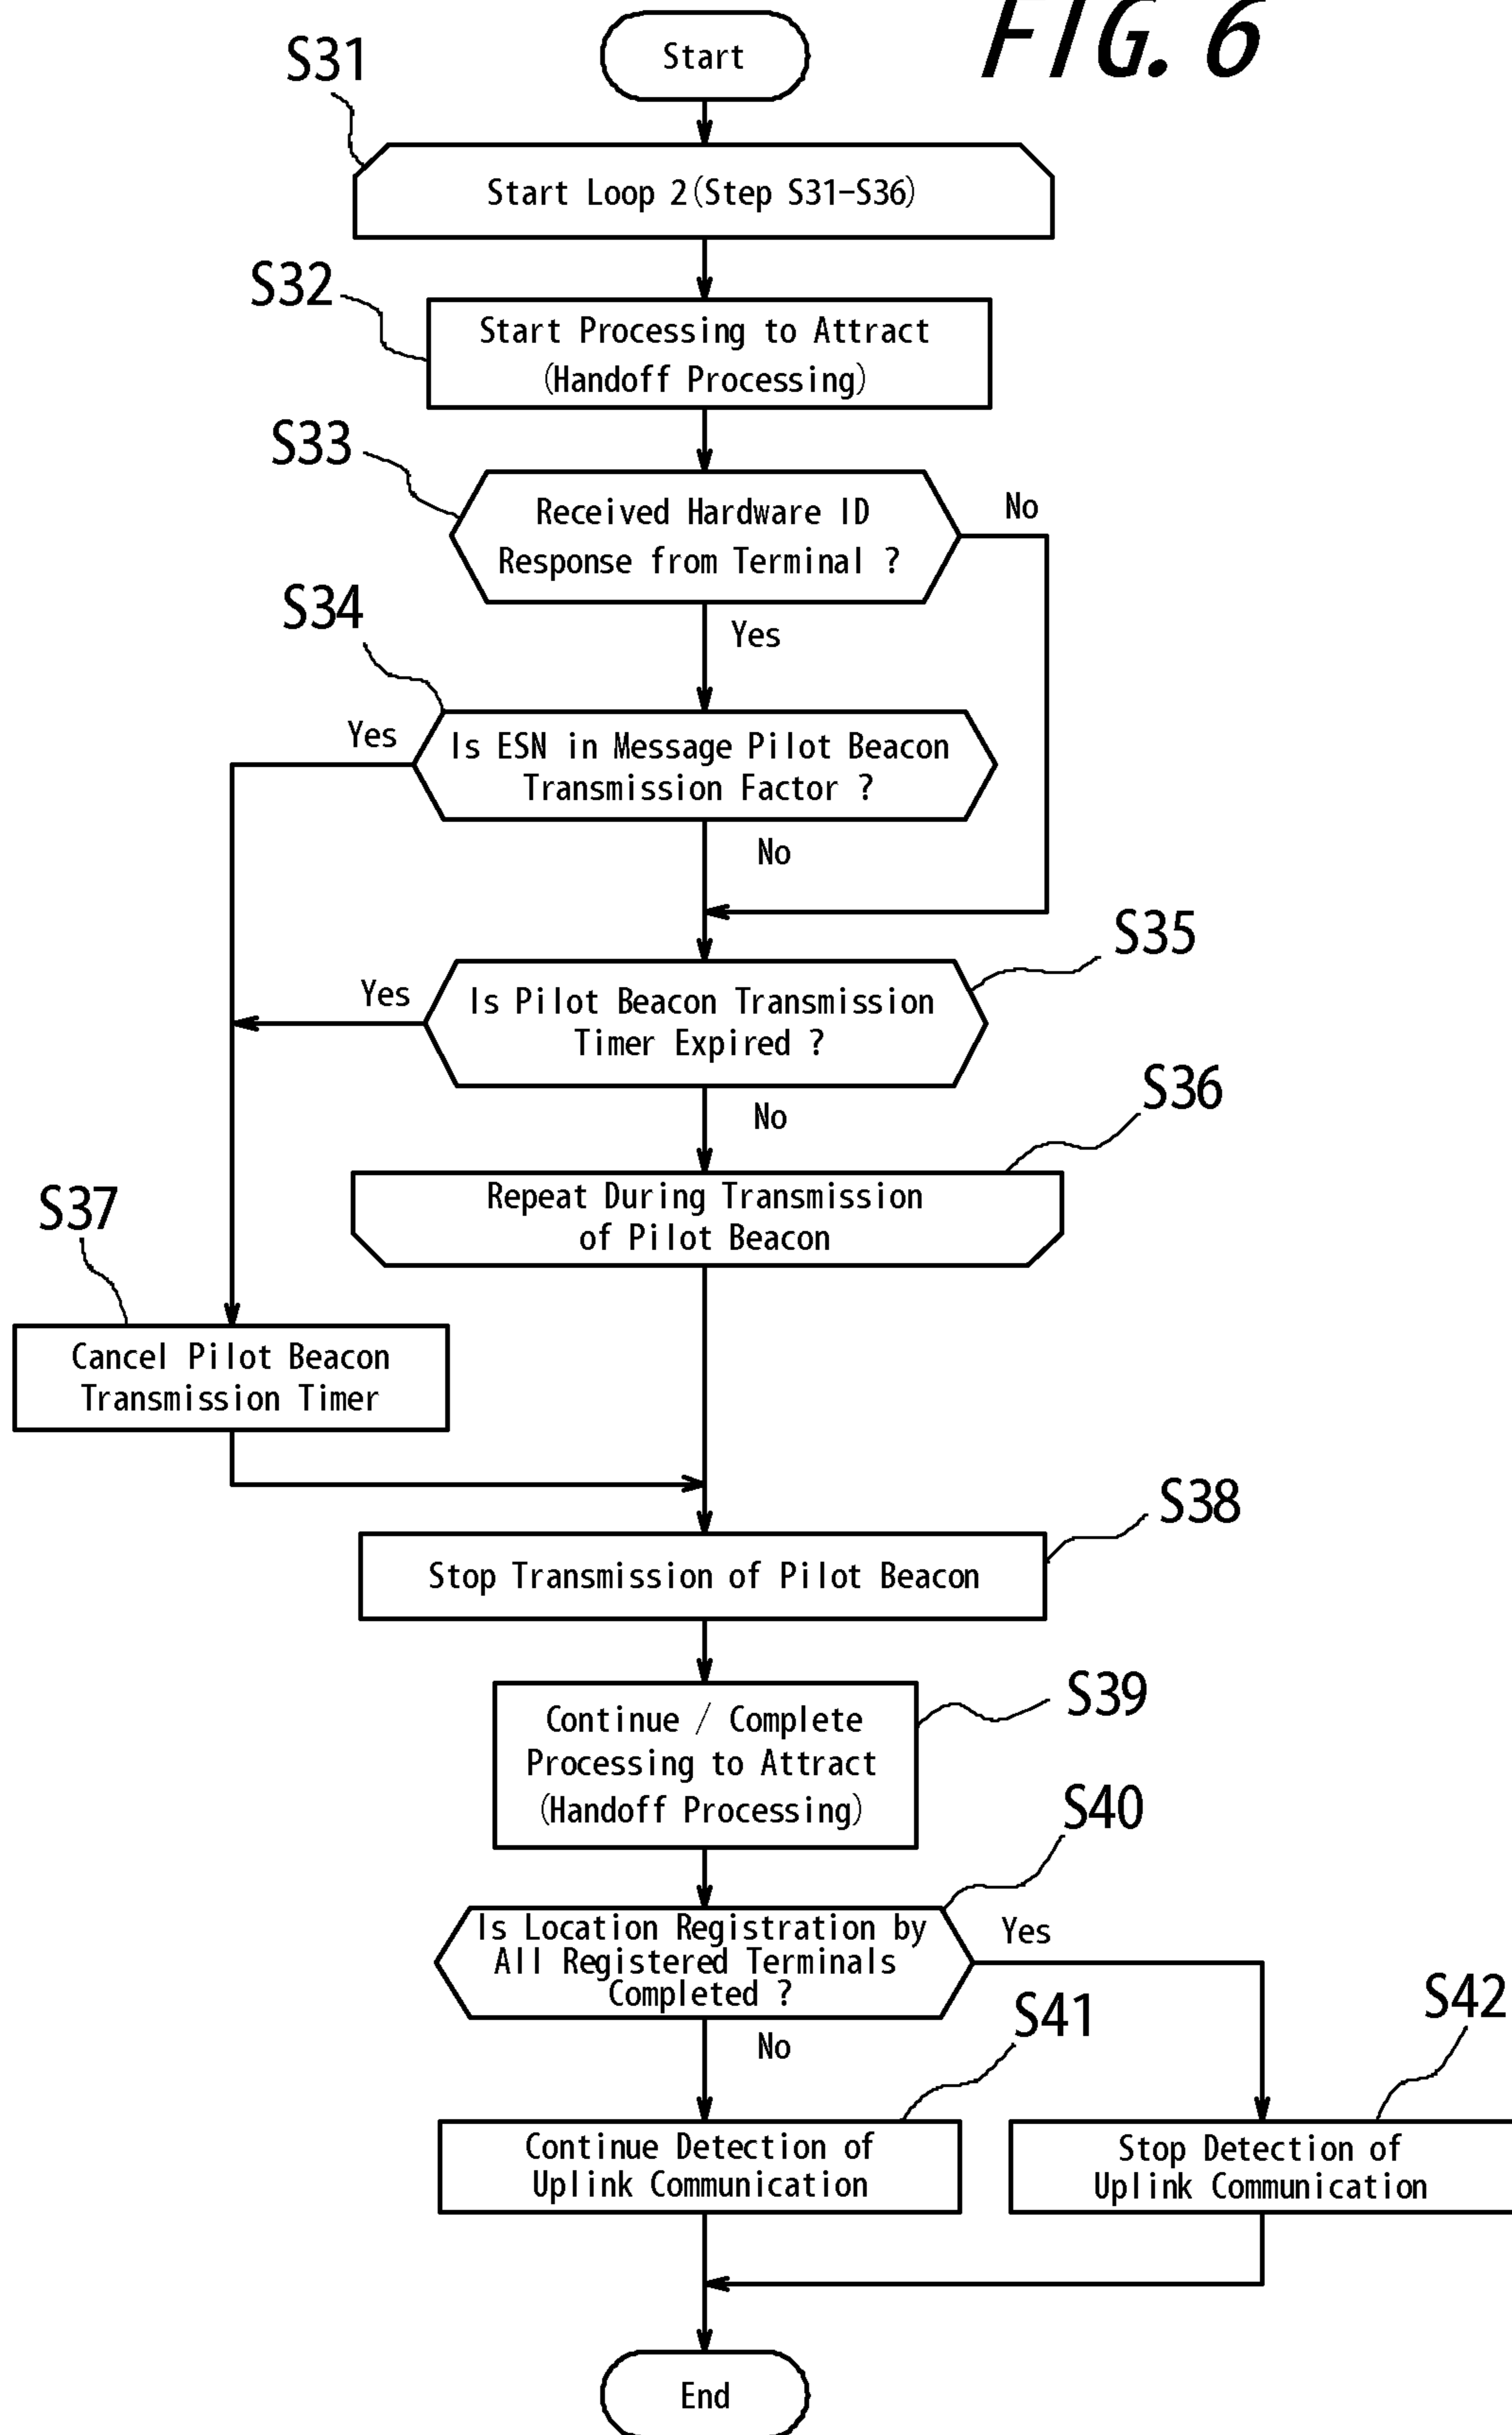 FIG. 6
Start
S31
Start Loop 2(Step S31-S36)
S32
Start Processing to Attract
(Handoff Processing)
S33
Received Hardware ID
Response from Terminal ?
No
Yes
S34
Is ESN in Message Pilot Beacon
Transmission Factor ?
Yes
No
S35
Is Pilot Beacon Transmission
Timer Expired ?
Yes
No
S36
Repeat During Transmission
of Pilot Beacon
S37
Cancel Pilot Beacon
Transmission Timer
S38
Stop Transmission of Pilot Beacon
S39
Continue / Complete
Processing to Attract
(Handoff Processing)
S40
Is Location Registration by
All Registered Terminals
Completed ?
Yes
No
S41
Continue Detection of
Uplink Communication
S42
Stop Detection of
Uplink Communication
End